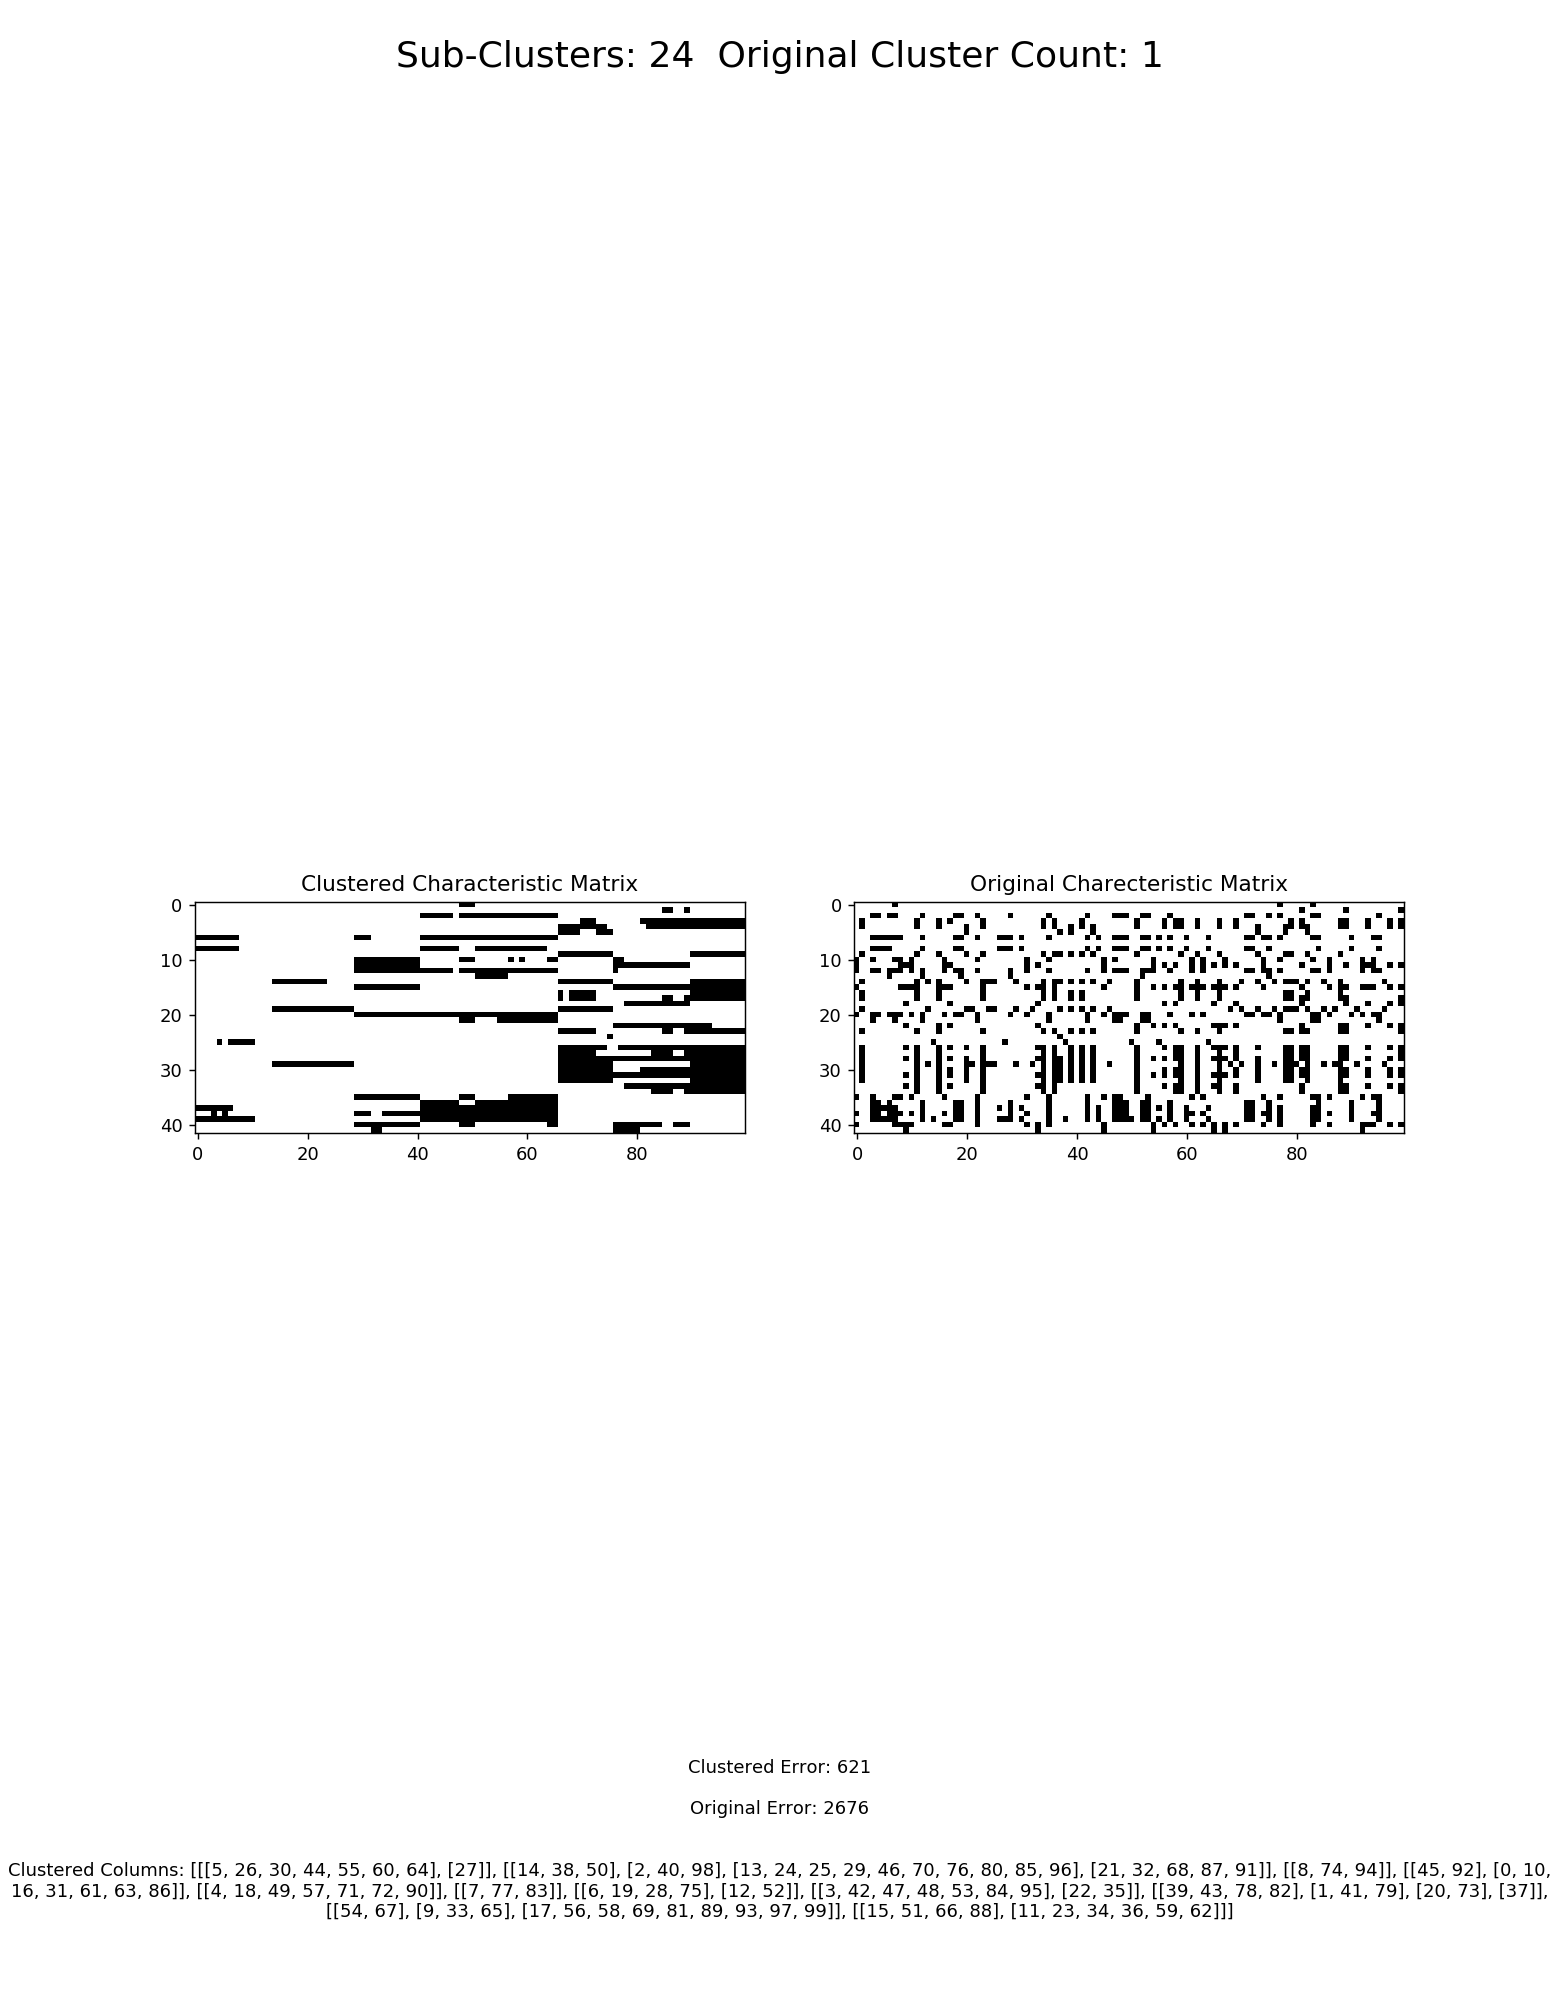 Sub-Clusters: 24  Original Cluster Count: 1
Clustered Characteristic Matrix
Original Charecteristic Matrix
0
10
20
30
40
0
20
40
60
80
0
10
20
30
40
0
20
40
60
80
Clustered Error: 621
Original Error: 2676
Clustered Columns: [[[5, 26, 30, 44, 55, 60, 64], [27]], [[14, 38, 50], [2, 40, 98], [13, 24, 25, 29, 46, 70, 76, 80, 85, 96], [21, 32, 68, 87, 91]], [[8, 74, 94]], [[45, 92], [0, 10,
16, 31, 61, 63, 86]], [[4, 18, 49, 57, 71, 72, 90]], [[7, 77, 83]], [[6, 19, 28, 75], [12, 52]], [[3, 42, 47, 48, 53, 84, 95], [22, 35]], [[39, 43, 78, 82], [1, 41, 79], [20, 73], [37]],
[[54, 67], [9, 33, 65], [17, 56, 58, 69, 81, 89, 93, 97, 99]], [[15, 51, 66, 88], [11, 23, 34, 36, 59, 62]]]